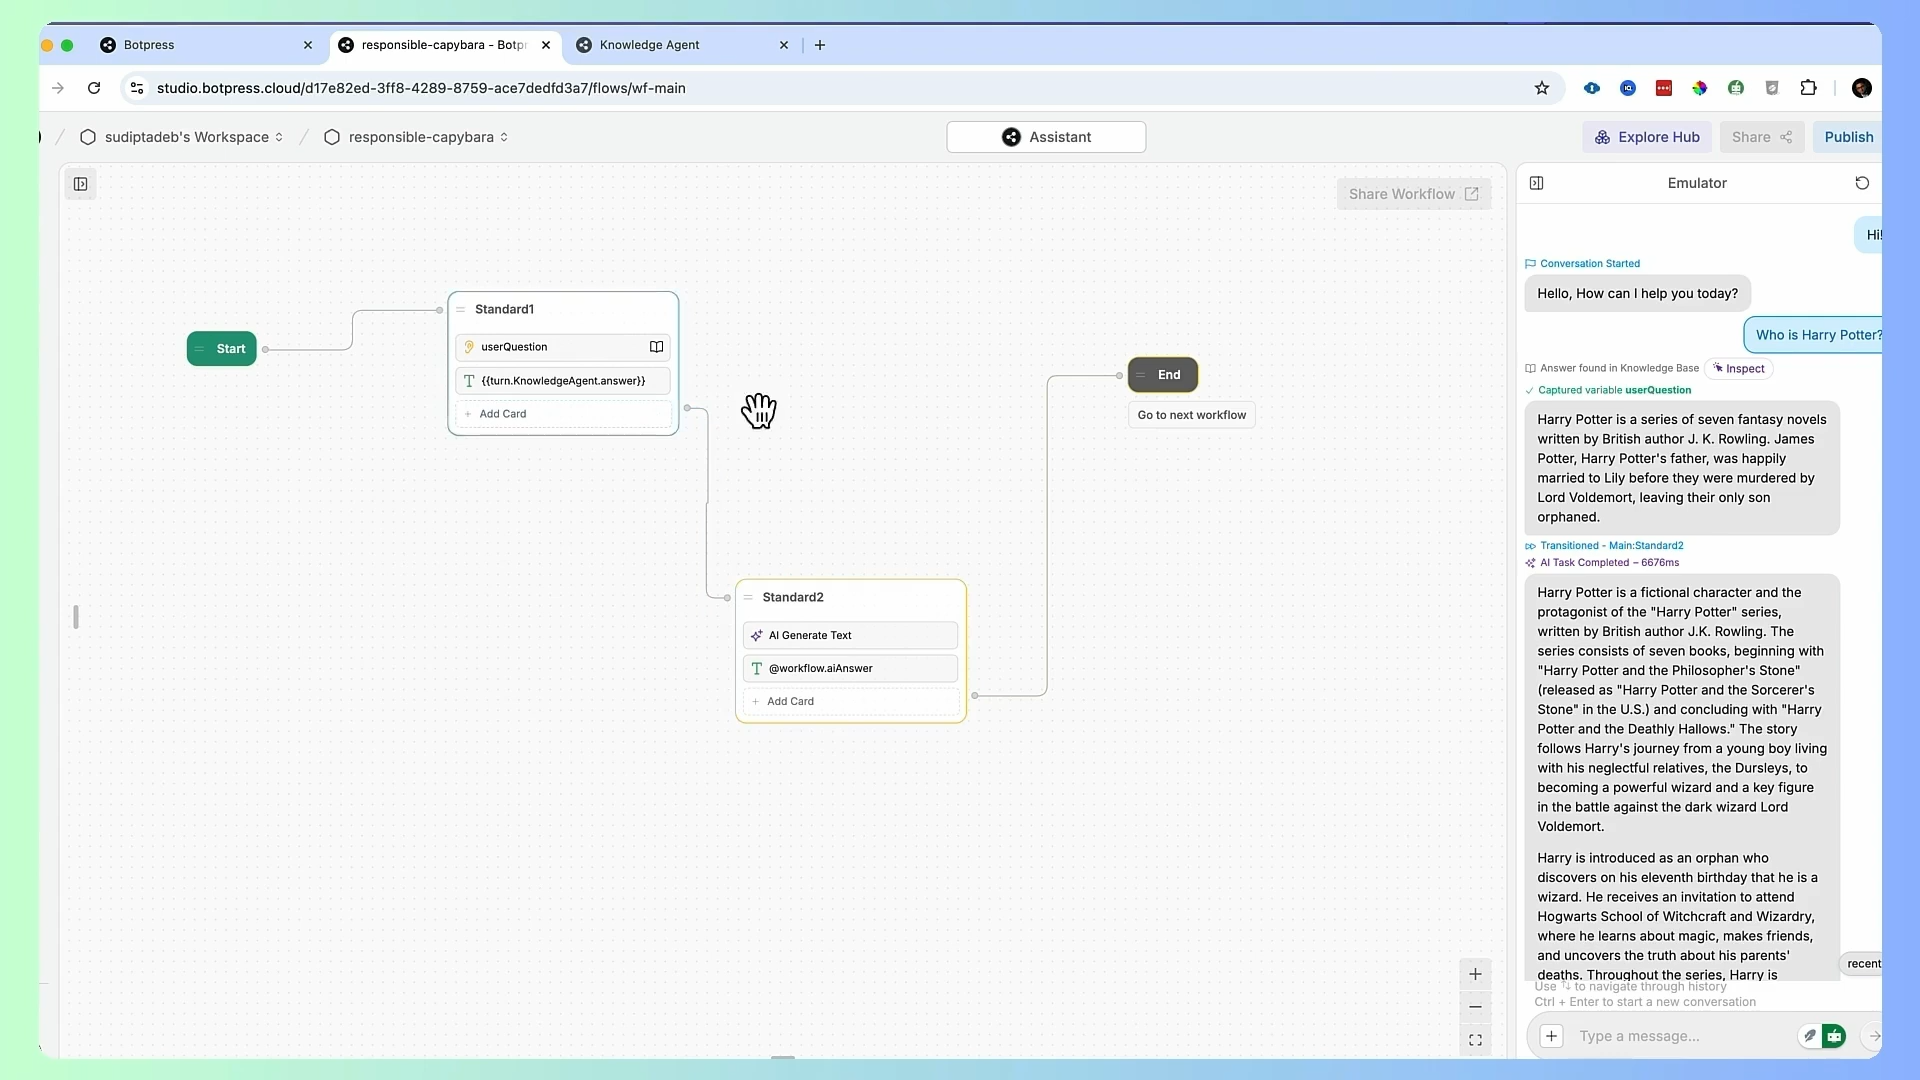 Botpress
responsible-capybara - Botpr
Knowledge Agent
studio.botpress.cloud/d17e82ed-3ff8-4289-8759-ace7dedfd3a7/flows/wf-main
sudiptadeb's Workspace
responsible-capybara
Assistant
Explore Hub
Share
Publish
Share Workflow
Start
Standard1
userQuestion
{{turn.KnowledgeAgent.answer}}
+ Add Card
End
Go to next workflow
Standard2
AI Generate Text
@workflow.aiAnswer
+ Add Card
Emulator
Hi!
Conversation Started
Hello, How can I help you today?
Who is Harry Potter?
Answer found in Knowledge Base
Inspect
Captured variable userQuestion
Harry Potter is a series of seven fantasy novels
written by British author J. K. Rowling. James
Potter, Harry Potter's father, was happily
married to Lily before they were murdered by
Lord Voldemort, leaving their only son
orphaned.
Transitioned - Main:Standard2
AI Task Completed – 6676ms
Harry Potter is a fictional character and the
protagonist of the "Harry Potter" series,
written by British author J.K. Rowling. The
series consists of seven books, beginning with
"Harry Potter and the Philosopher's Stone"
(released as "Harry Potter and the Sorcerer's
Stone" in the U.S.) and concluding with "Harry
Potter and the Deathly Hallows." The story
follows Harry's journey from a young boy living
with his neglectful relatives, the Dursleys, to
becoming a powerful wizard and a key figure
in the battle against the dark wizard Lord
Voldemort.
Harry is introduced as an orphan who
discovers on his eleventh birthday that he is a
wizard. He receives an invitation to attend
Hogwarts School of Witchcraft and Wizardry,
where he learns about magic, makes friends,
and uncovers the truth about his parents'
deaths. Throughout the series, Harry is
recent
Use ↑↓ to navigate through history
Ctrl + Enter to start a new conversation
Type a message...